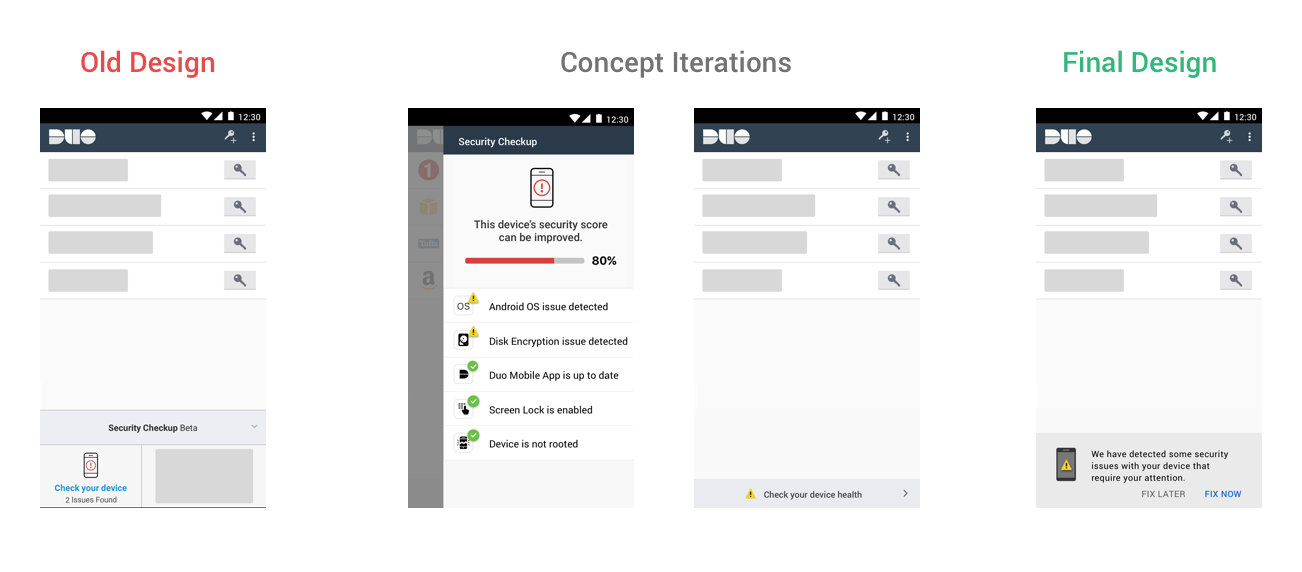 Old Design
Concept Iterations
Final Design
12:30
DUO
Security Checkup Beta
Check your device
2 Issues Found
12:30
DU
Security Checkup
1
Tufts
a
This device's security score
can be improved.
80%
OS
Android OS issue detected
Disk Encryption issue detected
Duo Mobile App is up to date
Screen Lock is enabled
Device is not rooted
12:30
DUO
Check your device health
12:30
DUO
We have detected some security
issues with your device that
require your attention.
FIX LATER
FIX NOW